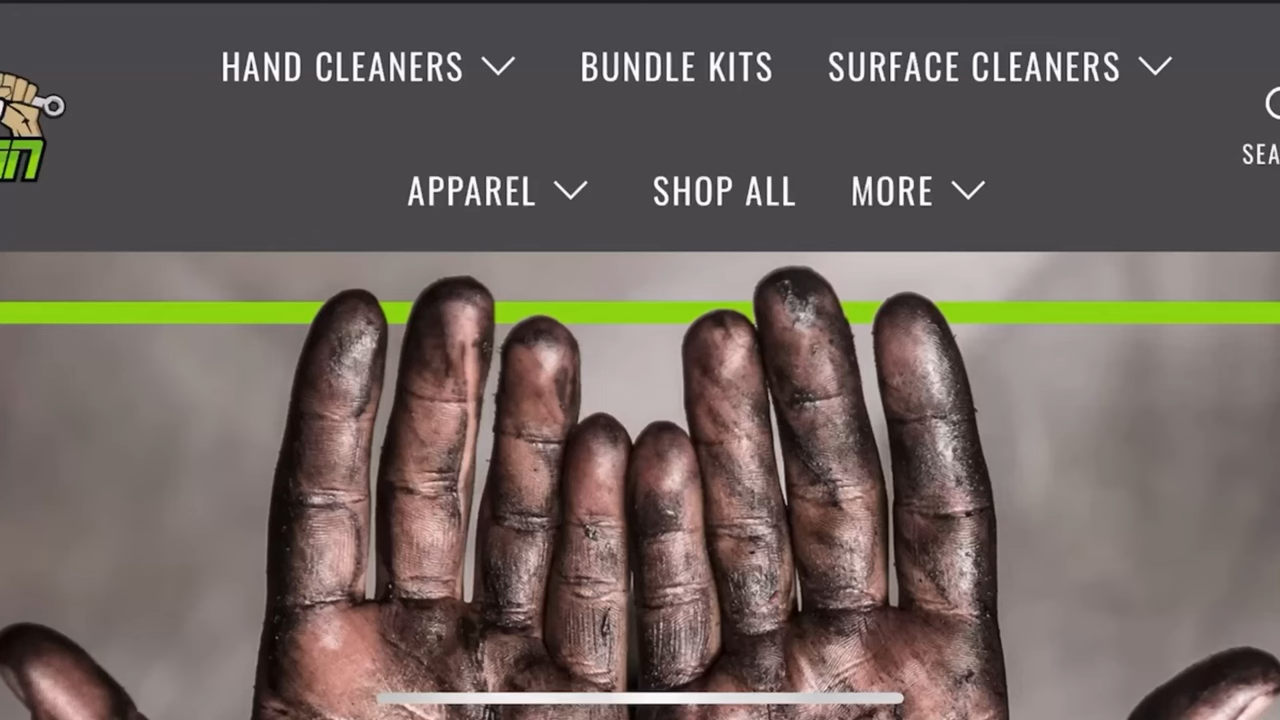 HAND CLEANERS BUNDLE KITS SURFACE CLEANERS
APPAREL SHOP ALL MORE